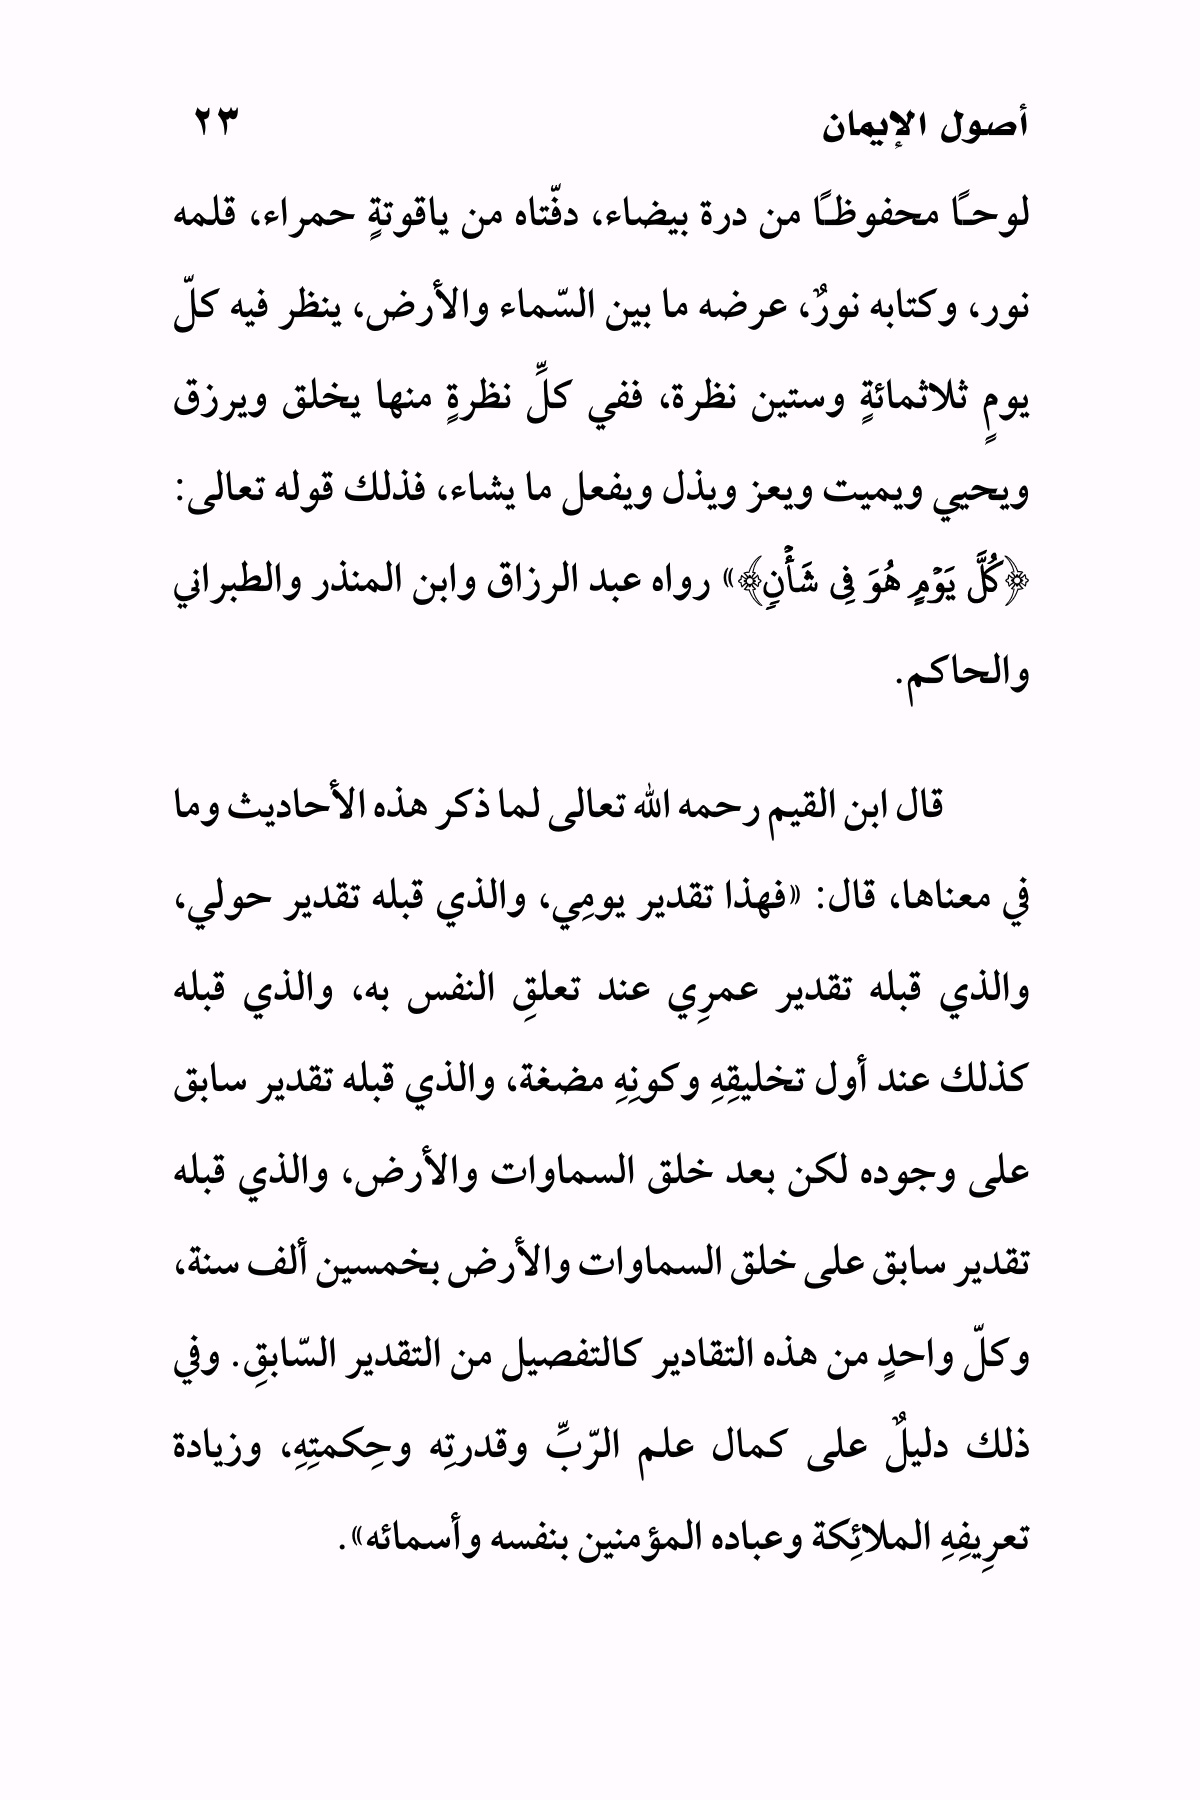 أصول الإيمان ٢٣
لوحـًا محفوظـًا من درة بيضاء، دفّتاه من ياقوتةٍ حمراء، قلمه
نور، وكتابه نورٌ، عرضه ما بين السّماء والأرض، ينظر فيه كلّ
يومٍ ثلاثمائةٍ وستين نظرة، ففي كلِّ نظرةٍ منها يخلق ويرزق
ويحيي ويميت ويعز ويذل ويفعل ما يشاء، فذلك قوله تعالى:
﴿كُلَّ يَوۡمٍ هُوَ فِي شَأۡنٖ﴾» رواه عبد الرزاق وابن المنذر والطبراني
والحاكم.
قال ابن القيم رحمه الله تعالى لما ذكر هذه الأحاديث وما
في معناها، قال: «فهذا تقدير يومِي، والذي قبله تقدير حولي،
والذي قبله تقدير عمرِي عند تعلقِ النفس به، والذي قبله
كذلك عند أول تخليقِهِ وكونِهِ مضغة، والذي قبله تقدير سابق
على وجوده لكن بعد خلق السماوات والأرض، والذي قبله
تقدير سابق على خلق السماوات والأرض بخمسين ألف سنة،
وكلّ واحدٍ من هذه التقادير كالتفصيل من التقدير السّابقِ. وفي
ذلك دليلٌ على كمال علم الرّبِّ وقدرتِه وحِكمتِهِ، وزيادة
تعرِيفِهِ الملائِكة وعباده المؤمنين بنفسه وأسمائه».